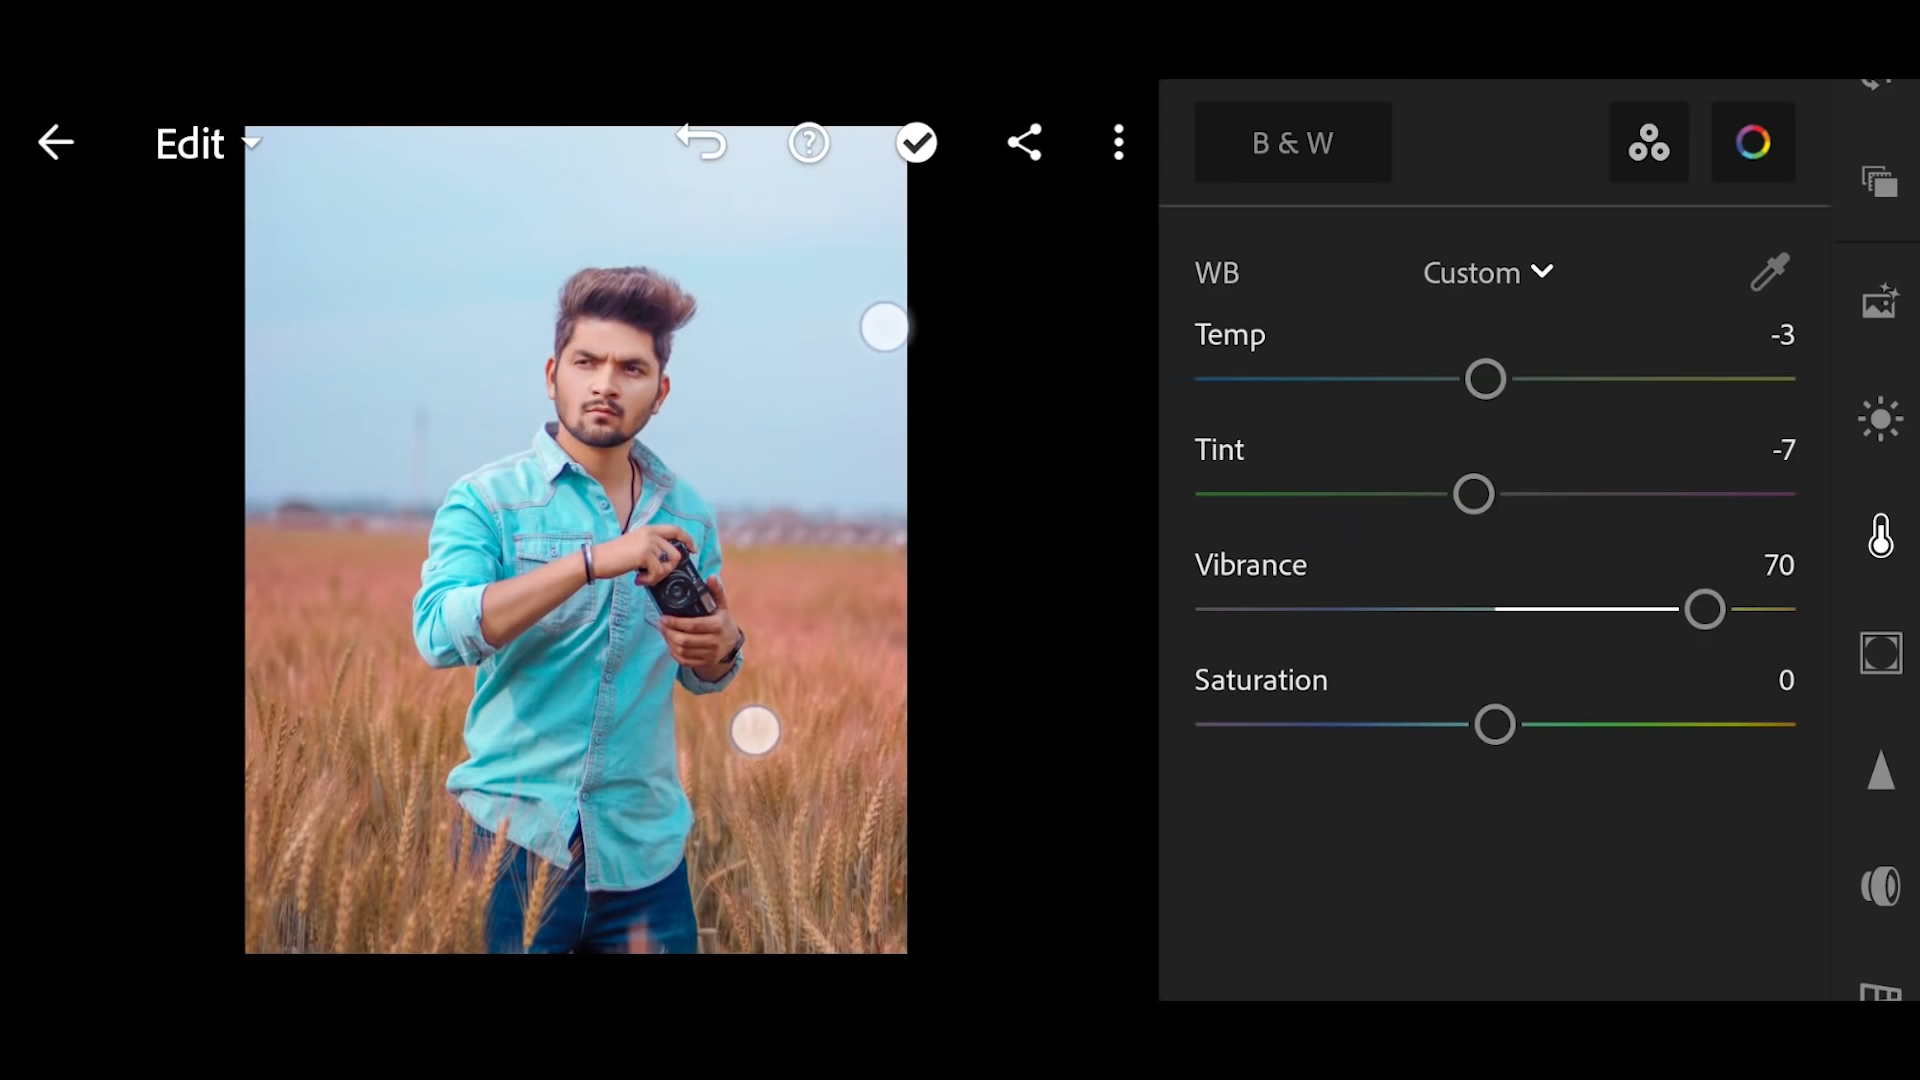 Edit
B & W
WB Custom
Temp -3
Tint -7
Vibrance 70
Saturation 0